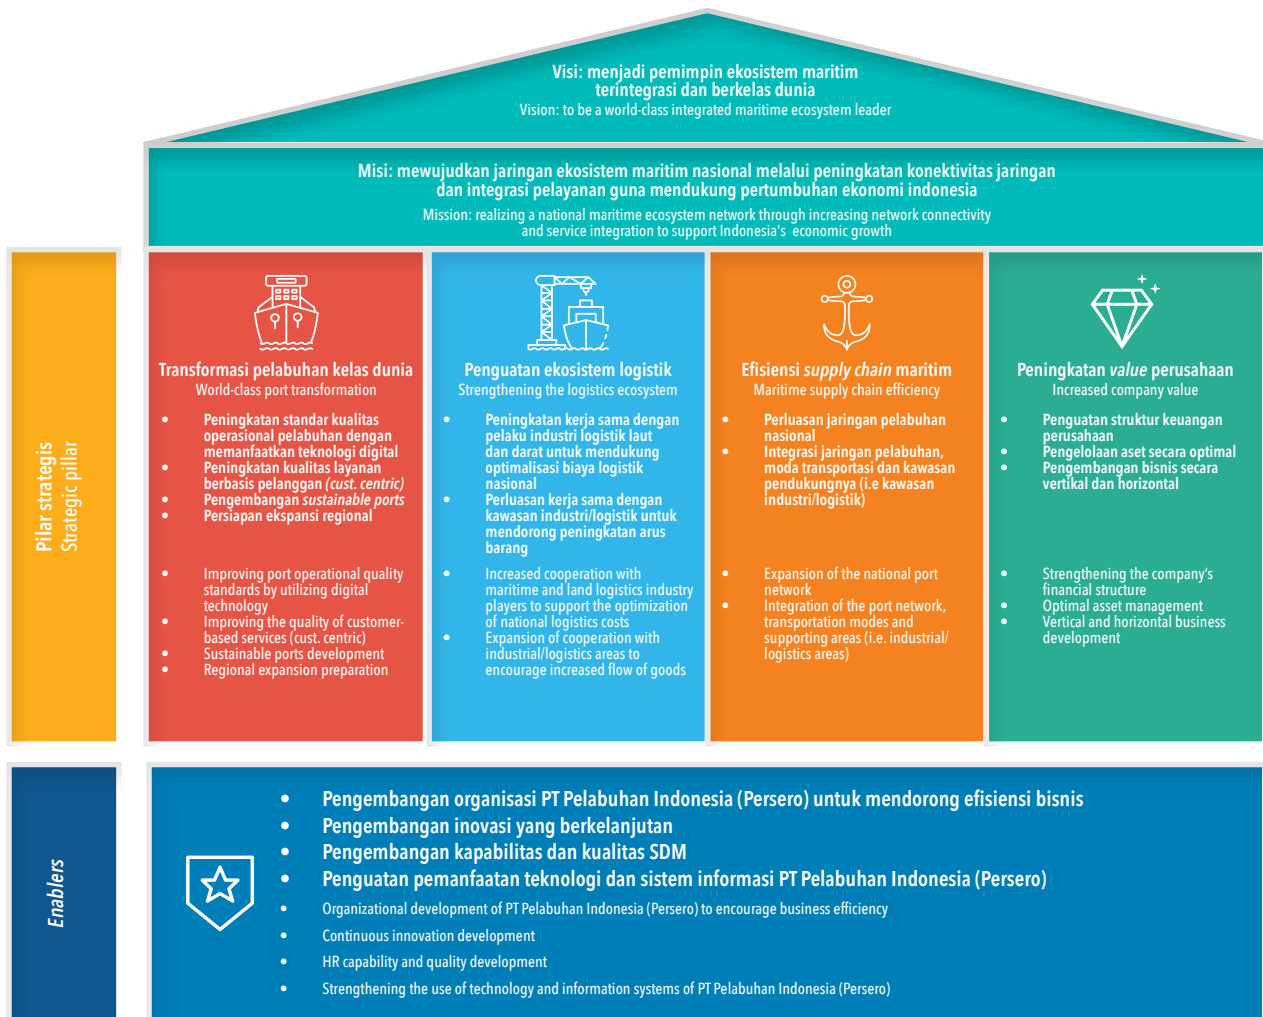 Visi: menjadi pemimpin ekosistem maritim
terintegrasi dan berkelas dunia
Vision: to be a world-class integrated maritime ecosystem leader
Misi: mewujudkan jaringan ekosistem maritim nasional melalui peningkatan konektivitas jaringan
dan integrasi pelayanan guna mendukung pertumbuhan ekonomi indonesia
Mission: realizing a national maritime ecosystem network through increasing network connectivity
and service integration to support Indonesia's economic growth
Pilar strategis
Strategic pillar
Transformasi pelabuhan kelas dunia
World-class port transformation
• Peningkatan standar kualitas
operasional pelabuhan dengan
memanfaatkan teknologi digital
• Peningkatan kualitas layanan
berbasis pelanggan (cust. centric)
• Pengembangan sustainable ports
• Persiapan ekspansi regional
• Improving port operational quality
standards by utilizing digital
technology
• Improving the quality of customer-
based services (cust. centric)
• Sustainable ports development
• Regional expansion preparation
Penguatan ekosistem logistik
Strengthening the logistics ecosystem
• Peningkatan kerja sama dengan
pelaku industri logistik laut
dan darat untuk mendukung
optimalisasi biaya logistik
nasional
• Perluasan kerja sama dengan
kawasan industri/logistik untuk
mendorong peningkatan arus
barang
• Increased cooperation with
maritime and land logistics industry
players to support the optimization
of national logistics costs
• Expansion of cooperation with
industrial/logistics areas to
encourage increased flow of goods
Efisiensi supply chain maritim
Maritime supply chain efficiency
• Perluasan jaringan pelabuhan
nasional
• Integrasi jaringan pelabuhan,
moda transportasi dan kawasan
pendukungnya (i.e kawasan
industri/logistik)
• Expansion of the national port
network
• Integration of the port network,
transportation modes and
supporting areas (i.e. industrial/
logistics areas)
Peningkatan value perusahaan
Increased company value
• Penguatan struktur keuangan
perusahaan
• Pengelolaan aset secara optimal
• Pengembangan bisnis secara
vertikal dan horizontal
• Strengthening the company's
financial structure
• Optimal asset management
• Vertical and horizontal business
development
Enablers
• Pengembangan organisasi PT Pelabuhan Indonesia (Persero) untuk mendorong efisiensi bisnis
• Pengembangan inovasi yang berkelanjutan
• Pengembangan kapabilitas dan kualitas SDM
• Penguatan pemanfaatan teknologi dan sistem informasi PT Pelabuhan Indonesia (Persero)
• Organizational development of PT Pelabuhan Indonesia (Persero) to encourage business efficiency
• Continuous innovation development
• HR capability and quality development
• Strengthening the use of technology and information systems of PT Pelabuhan Indonesia (Persero)